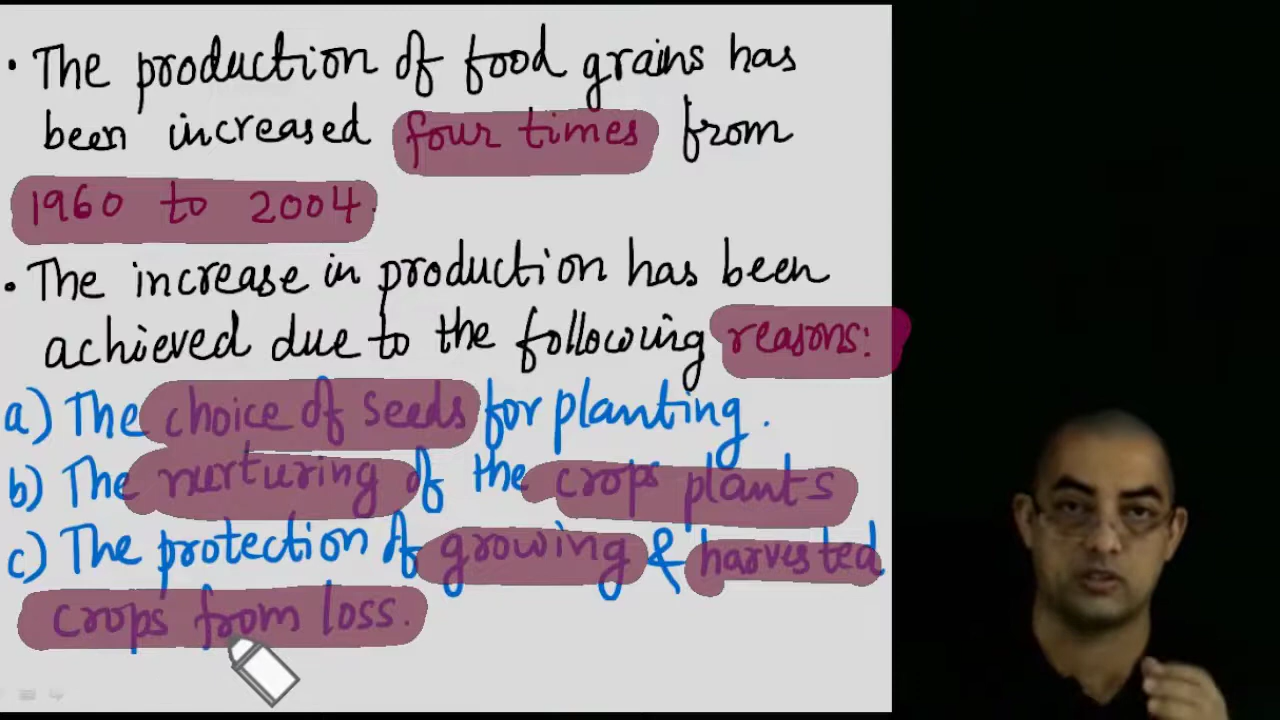 • The production of food grains has
been increased four times from
1960 to 2004.
• The increase in production has been
achieved due to the following reasons:
a) The choice of seeds for planting.
b) The nurturing of the crops plants
c) The protection of growing & harvested
crops from loss.